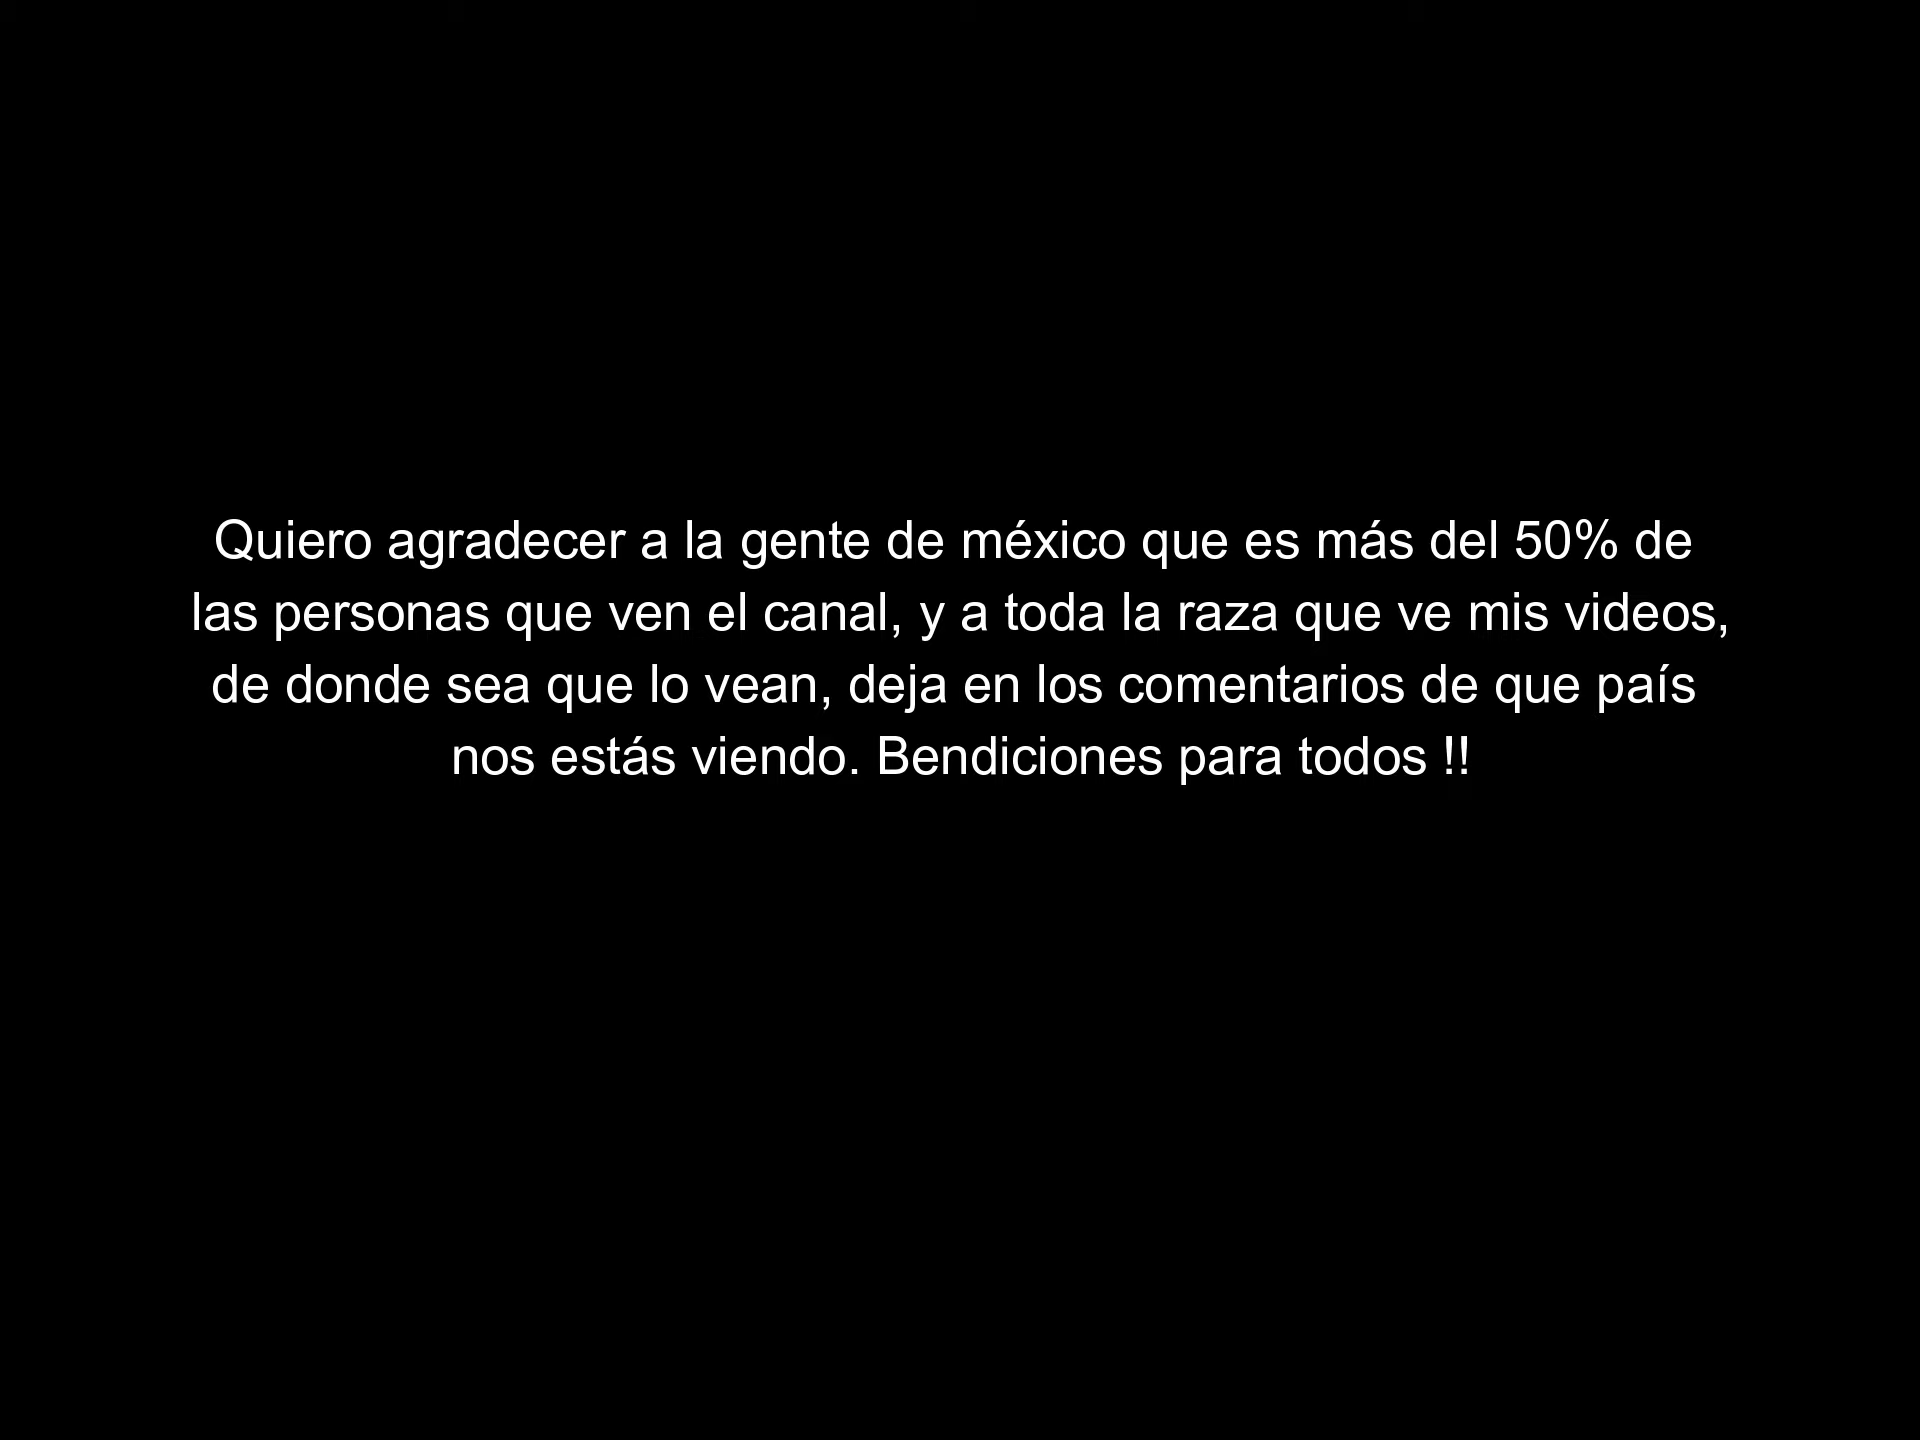 Quiero agradecer a la gente de méxico que es más del 50% de
las personas que ven el canal, y a toda la raza que ve mis videos,
de donde sea que lo vean, deja en los comentarios de que país
nos estás viendo. Bendiciones para todos !!